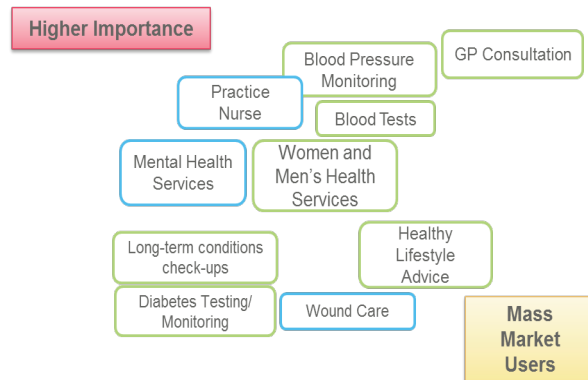 Higher Importance
GP Consultation
Blood Pressure
Monitoring
Practice
Nurse
Blood Tests
Mental Health
Services
Women and
Men's Health
Services
Healthy
Lifestyle
Advice
Long-term conditions
check-ups
Diabetes Testing/
Monitoring
Wound Care
Mass
Market
Users